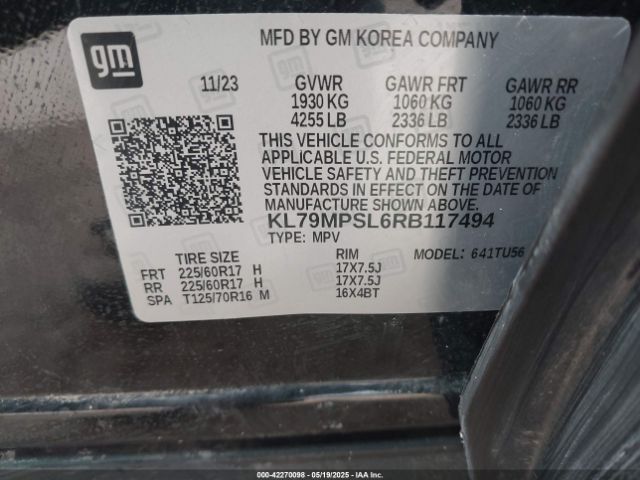 gm
MFD BY GM KOREA COMPANY
11/23 GVWR GAWR FRT GAWR RR
1930 KG 1060 KG 1060 KG
4255 LB 2336 LB 2336 LB
THIS VEHICLE CONFORMS TO ALL
APPLICABLE U.S. FEDERAL MOTOR
VEHICLE SAFETY AND THEFT PREVENTION
STANDARDS IN EFFECT ON THE DATE OF
MANUFACTURE SHOWN ABOVE.
KL79MPSL6RB117494
TYPE: MPV MODEL: 641TU56
TIRE SIZE RIM
FRT 225/60R17 H 17X7.5J
RR 225/60R17 H 17X7.5J
SPA T125/70R16 M 16X4BT
000-42270098 - 05/19/2025 - IAA, Inc.